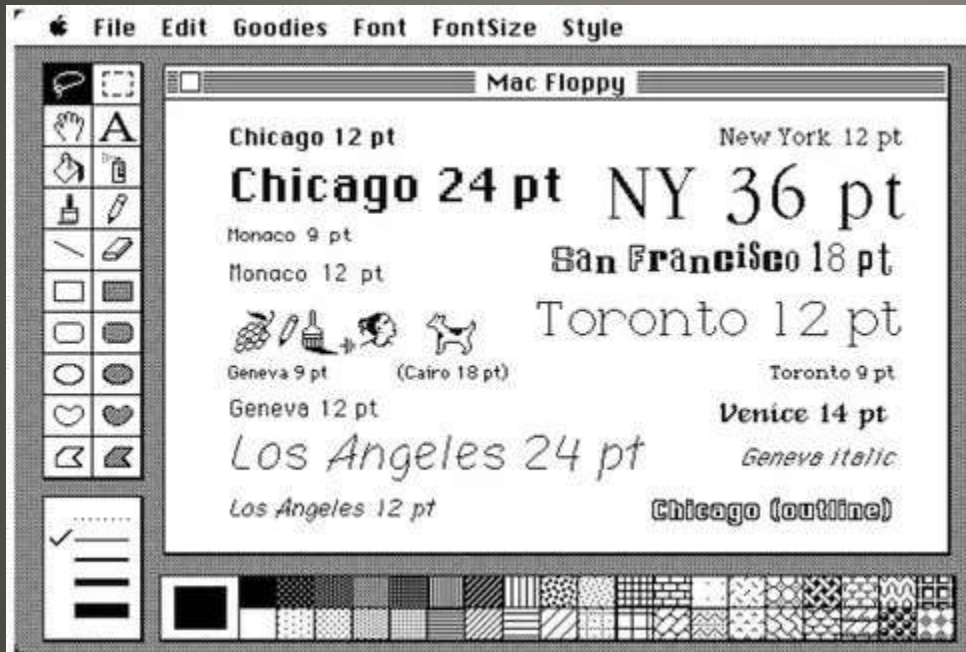 File Edit Goodies Font FontSize Style
Mac Floppy
A
Chicago 12 pt
New York 12 pt
Chicago 24 pt
NY 36 pt
Monaco 9 pt
San Francisco 18 pt
Monaco 12 pt
Toronto 12 pt
Geneva 9 pt
(Cairo 18 pt)
Toronto 9 pt
Geneva 12 pt
Venice 14 pt
Los Angeles 24 pt
Geneva italic
Los Angeles 12 pt
Chicago (outline)